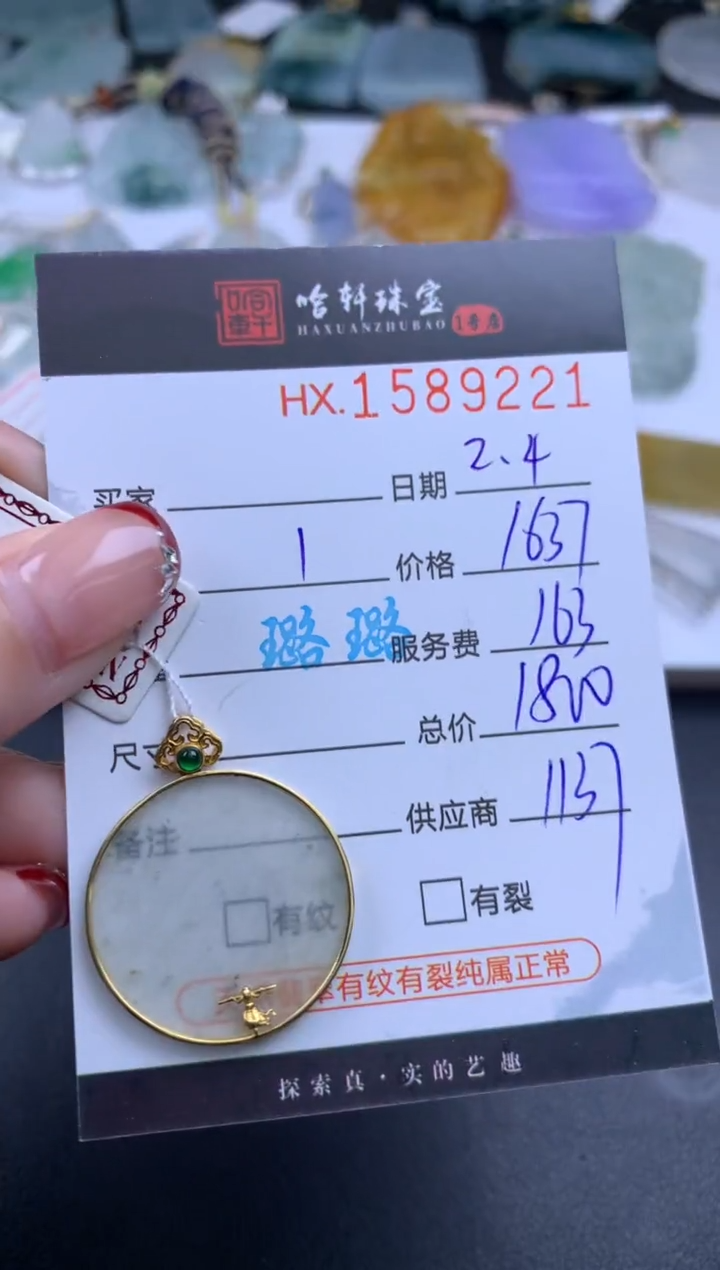 哈轩珠宝
HAXUANZHUBAO 1号店
HX.1589221
买家 日期 2.4
1 价格 1637
璐璐 服务费 163
尺寸 总价 1800
供应商 1137
备注
有纹 有裂
有纹有裂纯属正常
探索真·实的艺趣